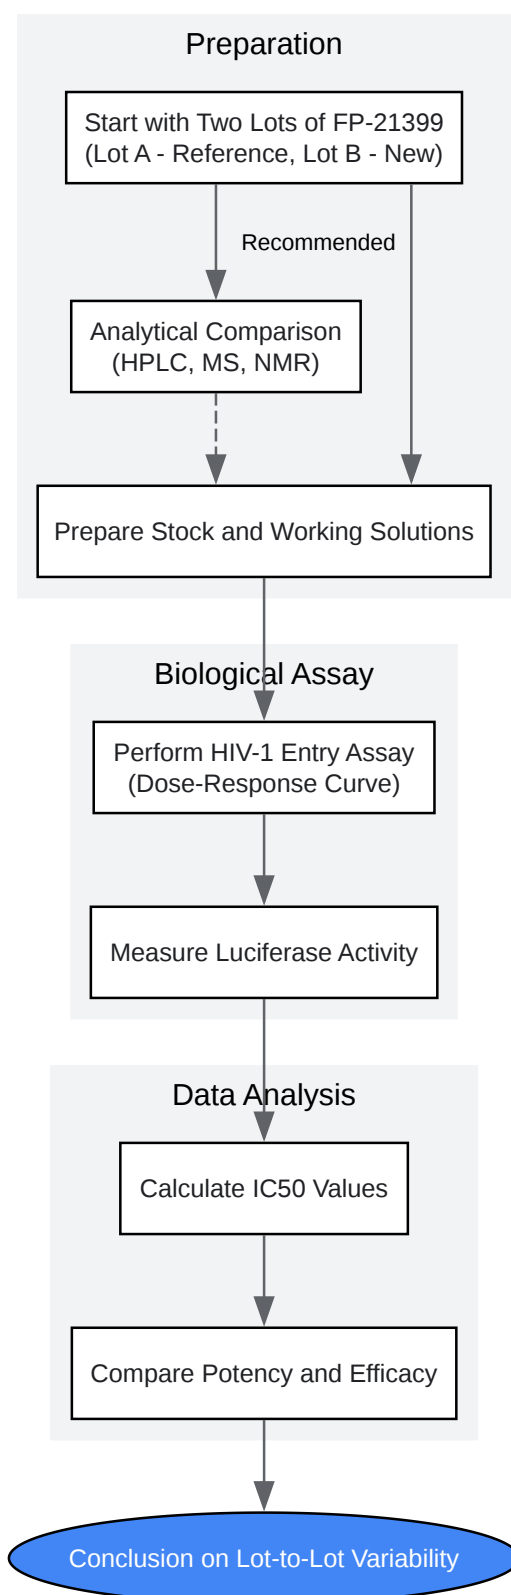 Preparation
Start with Two Lots of FP-21399
(Lot A - Reference, Lot B - New)
Recommended
Analytical Comparison
(HPLC, MS, NMR)
Prepare Stock and Working Solutions
Biological Assay
Perform HIV-1 Entry Assay
(Dose-Response Curve)
Measure Luciferase Activity
Data Analysis
Calculate IC50 Values
Compare Potency and Efficacy
Conclusion on Lot-to-Lot Variability